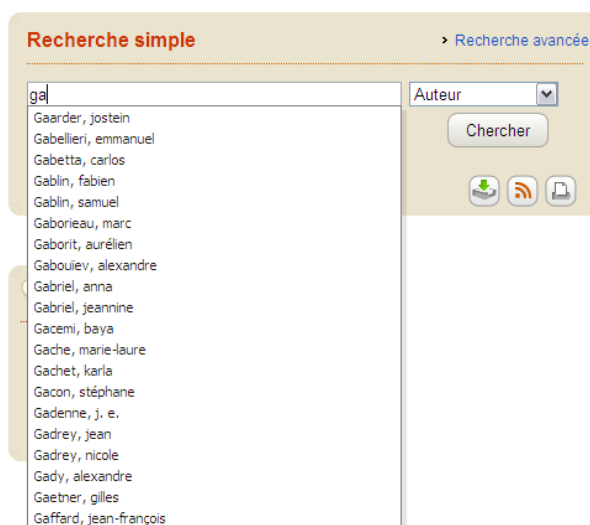 Recherche simple
Recherche avancée
ga
Auteur
Chercher
Gaarder, jostein
Gabellieri, emmanuel
Gabetta, carlos
Gablin, fabien
Gablin, samuel
Gaborieau, marc
Gaborit, aurélien
Gabouïev, alexandre
Gabriel, anna
Gabriel, jeannine
Gacemi, baya
Gache, marie-laure
Gachet, karla
Gacon, stéphane
Gadenne, j. e.
Gadrey, jean
Gadrey, nicole
Gady, alexandre
Gaetner, gilles
Gaffard, jean-françois